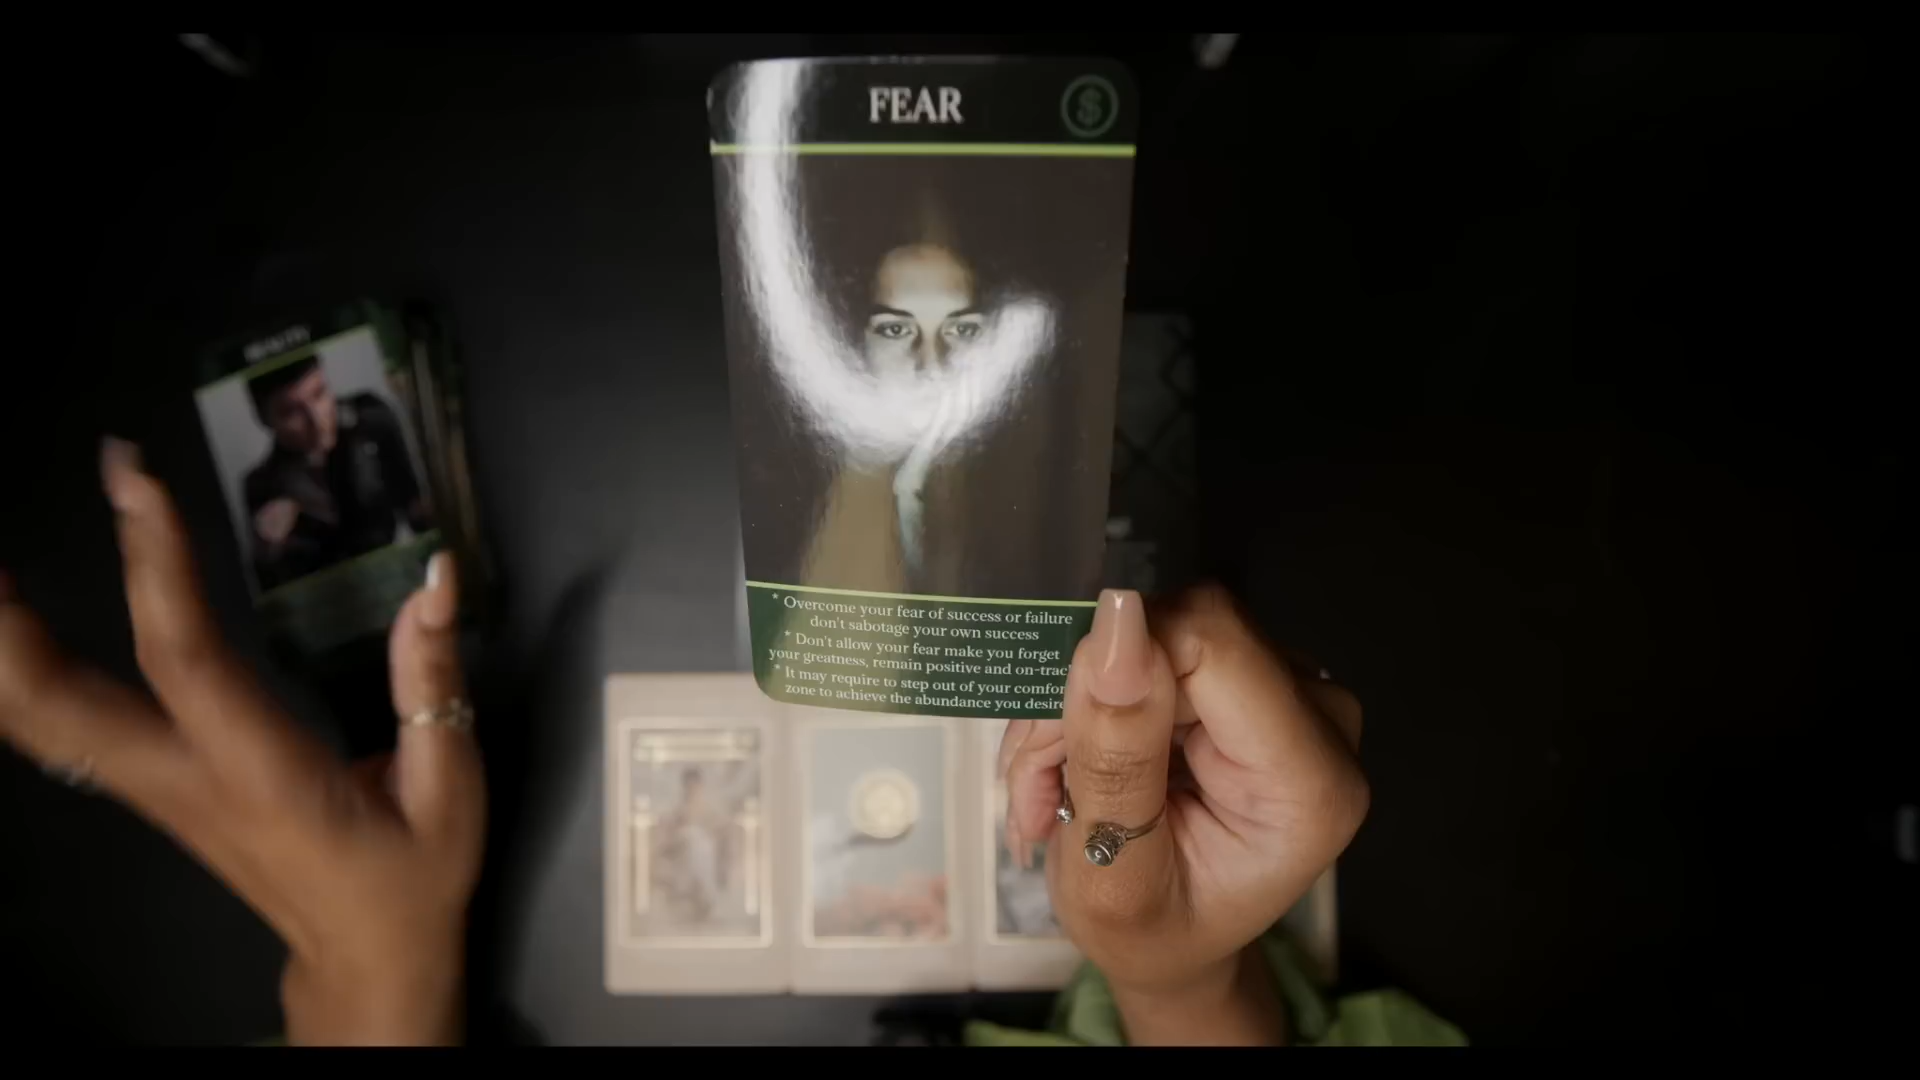 FEAR
$
* Overcome your fear of success or failure
don't sabotage your own success
* Don't allow your fear make you forget
your greatness, remain positive and on-trac
* It may require to step out of your comfor
zone to achieve the abundance you desire